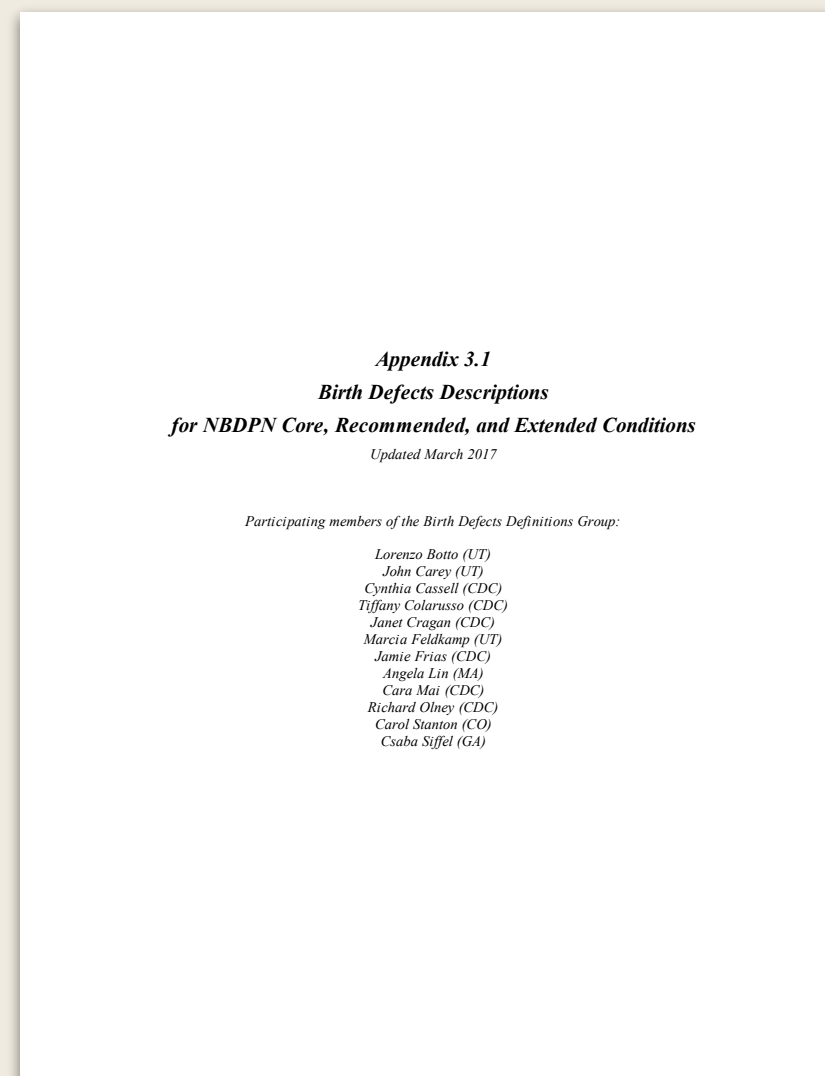 Appendix 3.1
Birth Defects Descriptions
for NBDPN Core, Recommended, and Extended Conditions
Updated March 2017
Participating members of the Birth Defects Definitions Group:
Lorenzo Botto (UT)
John Carey (UT)
Cynthia Cassell (CDC)
Tiffany Colarusso (CDC)
Janet Cragan (CDC)
Marcia Feldkamp (UT)
Jamie Frias (CDC)
Angela Lin (MA)
Cara Mai (CDC)
Richard Olney (CDC)
Carol Stanton (CO)
Csaba Siffel (GA)